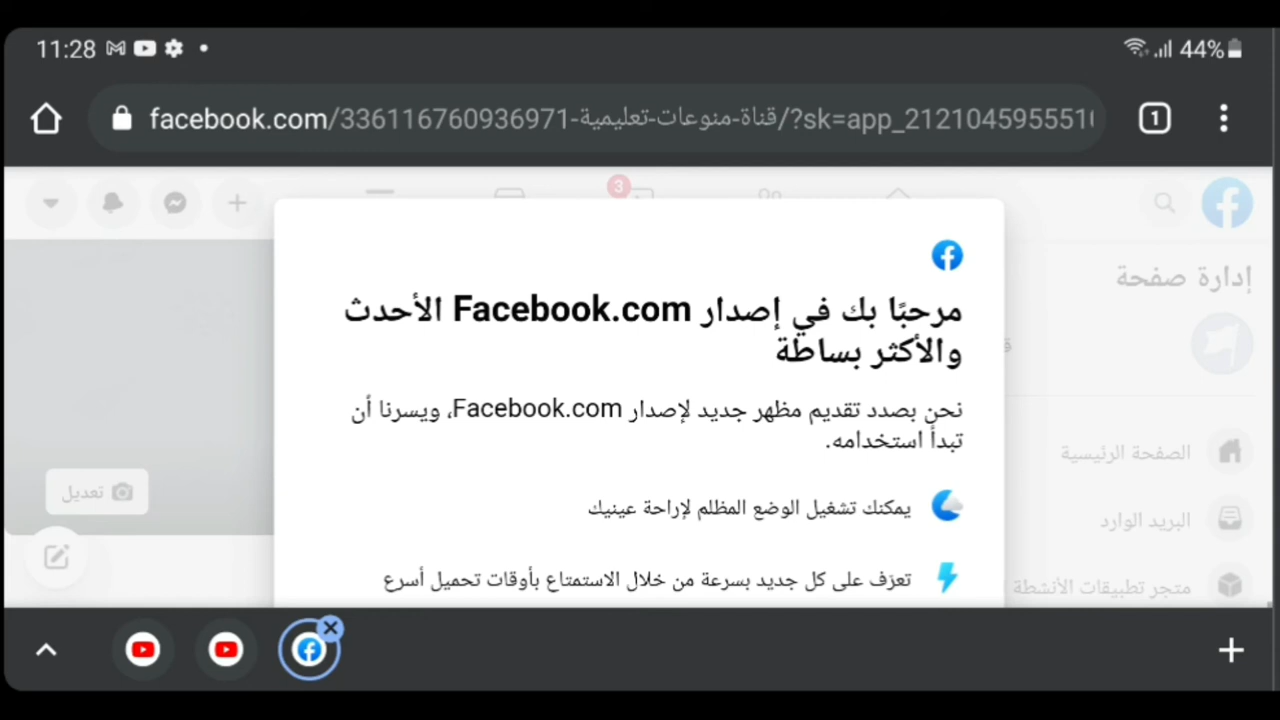 11:28
44%
facebook.com/336116760936971-قناة-منوعات-تعليمية/?sk=app_212104595551
1
3
إدارة صفحة
مرحبًا بك في إصدار Facebook.com الأحدث
والأكثر بساطة
نحن بصدد تقديم مظهر جديد لإصدار Facebook.com، ويسرنا أن
تبدأ استخدامه.
يمكنك تشغيل الوضع المظلم لإراحة عينيك
تعرّف على كل جديد بسرعة من خلال الاستمتاع بأوقات تحميل أسرع
الصفحة الرئيسية
البريد الوارد
متجر تطبيقات الأنشطة
تعديل